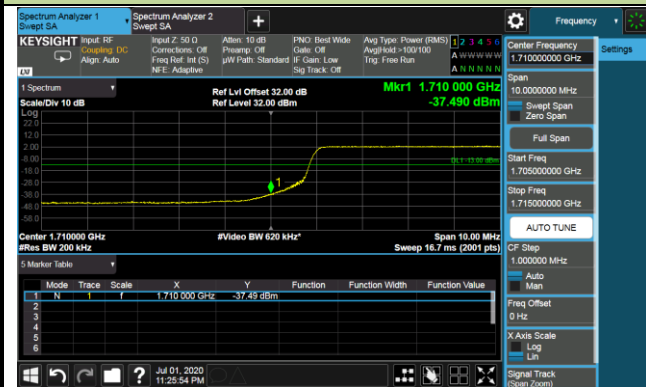 Spectrum Analyzer 1
Swept SA
Spectrum Analyzer 2
Swept SA
+
Frequency
KEYSIGHT
Input: RF
Coupling: DC
Align: Auto
Input Z: 50 Ω
Corrections: Off
Freq Ref: Int (S)
NFE: Adaptive
Atten: 10 dB
Preamp: Off
µW Path: Standard
PNO: Best Wide
Gate: Off
IF Gain: Low
Sig Track: Off
Avg Type: Power (RMS)
Avg|Hold:>100/100
Trig: Free Run
1 2 3 4 5 6
A W W W W W
A N N N N N
LXI
Center Frequency
1.710000000 GHz
Settings
Span
10.0000000 MHz
Swept Span
Zero Span
Full Span
Start Freq
1.705000000 GHz
Stop Freq
1.715000000 GHz
AUTO TUNE
CF Step
1.000000 MHz
Auto
Man
Freq Offset
0 Hz
X Axis Scale
Log
Lin
Signal Track
(Span Zoom)
1 Spectrum
Scale/Div 10 dB
Ref Lvl Offset 32.00 dB
Ref Level 32.00 dBm
Mkr1 1.710 000 GHz
-37.490 dBm
Log
22.0
12.0
2.00
-8.00
-18.0
-28.0
-38.0
-48.0
-58.0
DL1 -13.00 dBm
1
Center 1.710000 GHz
#Res BW 200 kHz
#Video BW 620 kHz*
Span 10.00 MHz
Sweep 16.7 ms (2001 pts)
5 Marker Table
Mode Trace Scale X Y Function Function Width Function Value
1 N 1 f 1.710 000 GHz -37.49 dBm
2
3
4
5
6
?
Jul 01, 2020
11:25:54 PM